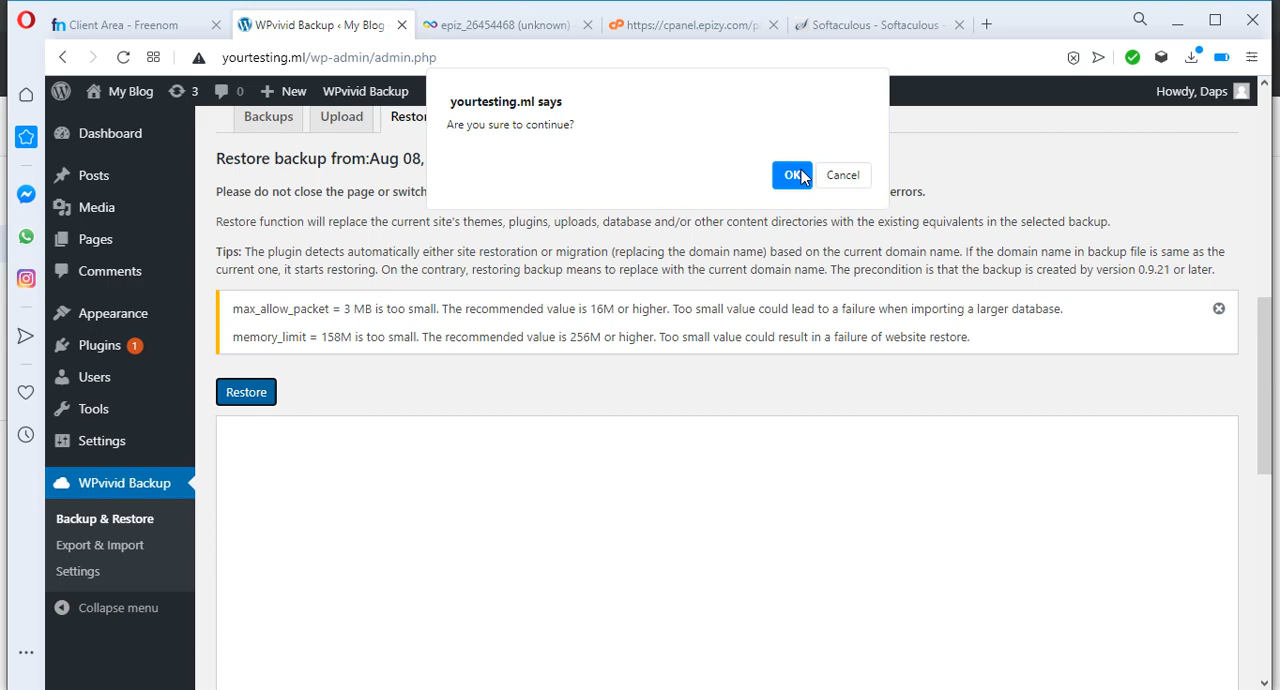 Client Area - Freenom
WPvivid Backup ‹ My Blog
epiz_26454468 (unknown)
https://cpanel.epizy.com/p
Softaculous - Softaculous
yourtesting.ml/wp-admin/admin.php
My Blog
3
0
New
WPvivid Backup
Howdy, Daps
yourtesting.ml says
Are you sure to continue?
OK
Cancel
Dashboard
Posts
Media
Pages
Comments
Appearance
Plugins 1
Users
Tools
Settings
WPvivid Backup
Backup & Restore
Export & Import
Settings
Collapse menu
Backups
Upload
Resto
Restore backup from:Aug 08,
Please do not close the page or switch
errors.
Restore function will replace the current site's themes, plugins, uploads, database and/or other content directories with the existing equivalents in the selected backup.
Tips: The plugin detects automatically either site restoration or migration (replacing the domain name) based on the current domain name. If the domain name in backup file is same as the
current one, it starts restoring. On the contrary, restoring backup means to replace with the current domain name. The precondition is that the backup is created by version 0.9.21 or later.
max_allow_packet = 3 MB is too small. The recommended value is 16M or higher. Too small value could lead to a failure when importing a larger database.
memory_limit = 158M is too small. The recommended value is 256M or higher. Too small value could result in a failure of website restore.
Restore